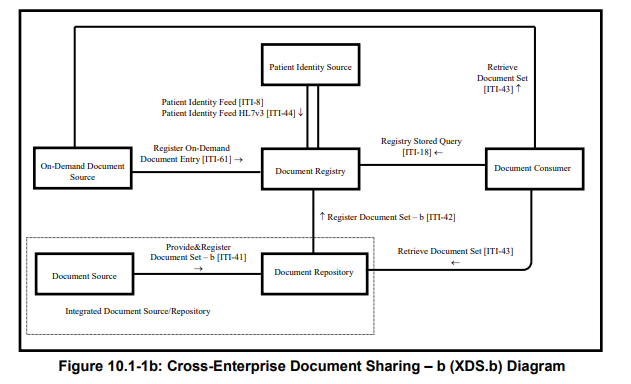 Patient Identity Source
Retrieve
Document Set
[ITI-43] ↑
Patient Identity Feed [ITI-8]
Patient Identity Feed HL7v3 [ITI-44] ↓
Register On-Demand
Document Entry [ITI-61] →
Registry Stored Query
[ITI-18] ←
On-Demand Document
Source
Document Registry
Document Consumer
↑ Register Document Set – b [ITI-42]
Provide&Register
Document Set – b [ITI-41]
→
Retrieve Document Set [ITI-43]
←
Document Source
Document Repository
Integrated Document Source/Repository
Figure 10.1-1b: Cross-Enterprise Document Sharing – b (XDS.b) Diagram